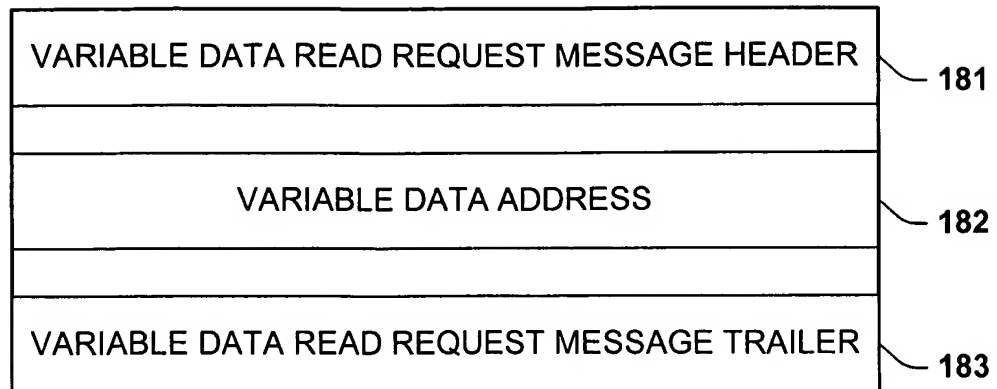 VARIABLE DATA READ REQUEST MESSAGE HEADER 181
VARIABLE DATA ADDRESS 182
VARIABLE DATA READ REQUEST MESSAGE TRAILER 183